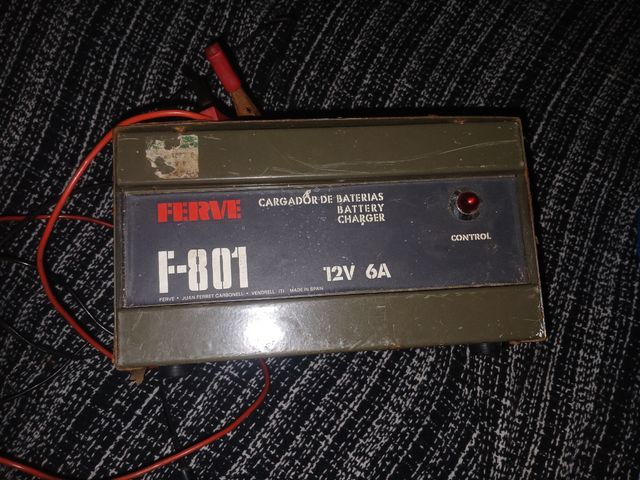 FERVE
CARGADOR DE BATERIAS
BATTERY
CHARGER
CONTROL
F-801
12V 6A
FERVE • JUAN FERRET CARBONELL • VENDRELL (T) MADE IN SPAIN